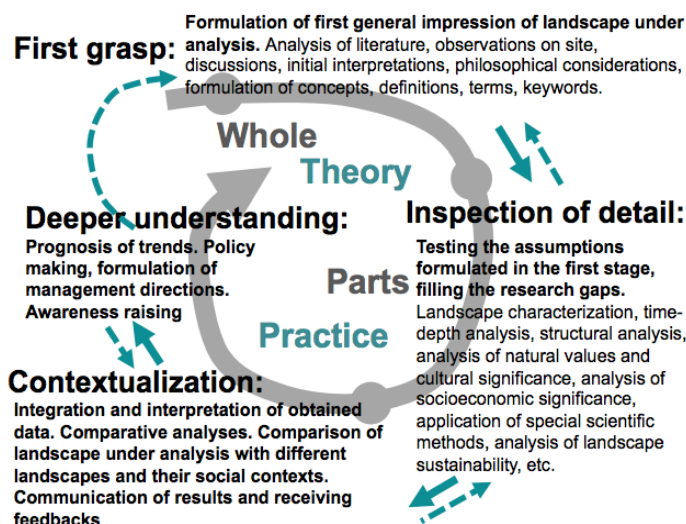 First grasp:
Formulation of first general impression of landscape under
analysis. Analysis of literature, observations on site,
discussions, initial interpretations, philosophical considerations,
formulation of concepts, definitions, terms, keywords.
Whole
Theory
Inspection of detail:
Testing the assumptions
formulated in the first stage,
filling the research gaps.
Landscape characterization, time-
depth analysis, structural analysis,
analysis of natural values and
cultural significance, analysis of
socioeconomic significance,
application of special scientific
methods, analysis of landscape
sustainability, etc.
Deeper understanding:
Prognosis of trends. Policy
making, formulation of
management directions.
Awareness raising
Parts
Practice
Contextualization:
Integration and interpretation of obtained
data. Comparative analyses. Comparison of
landscape under analysis with different
landscapes and their social contexts.
Communication of results and receiving
feedbacks